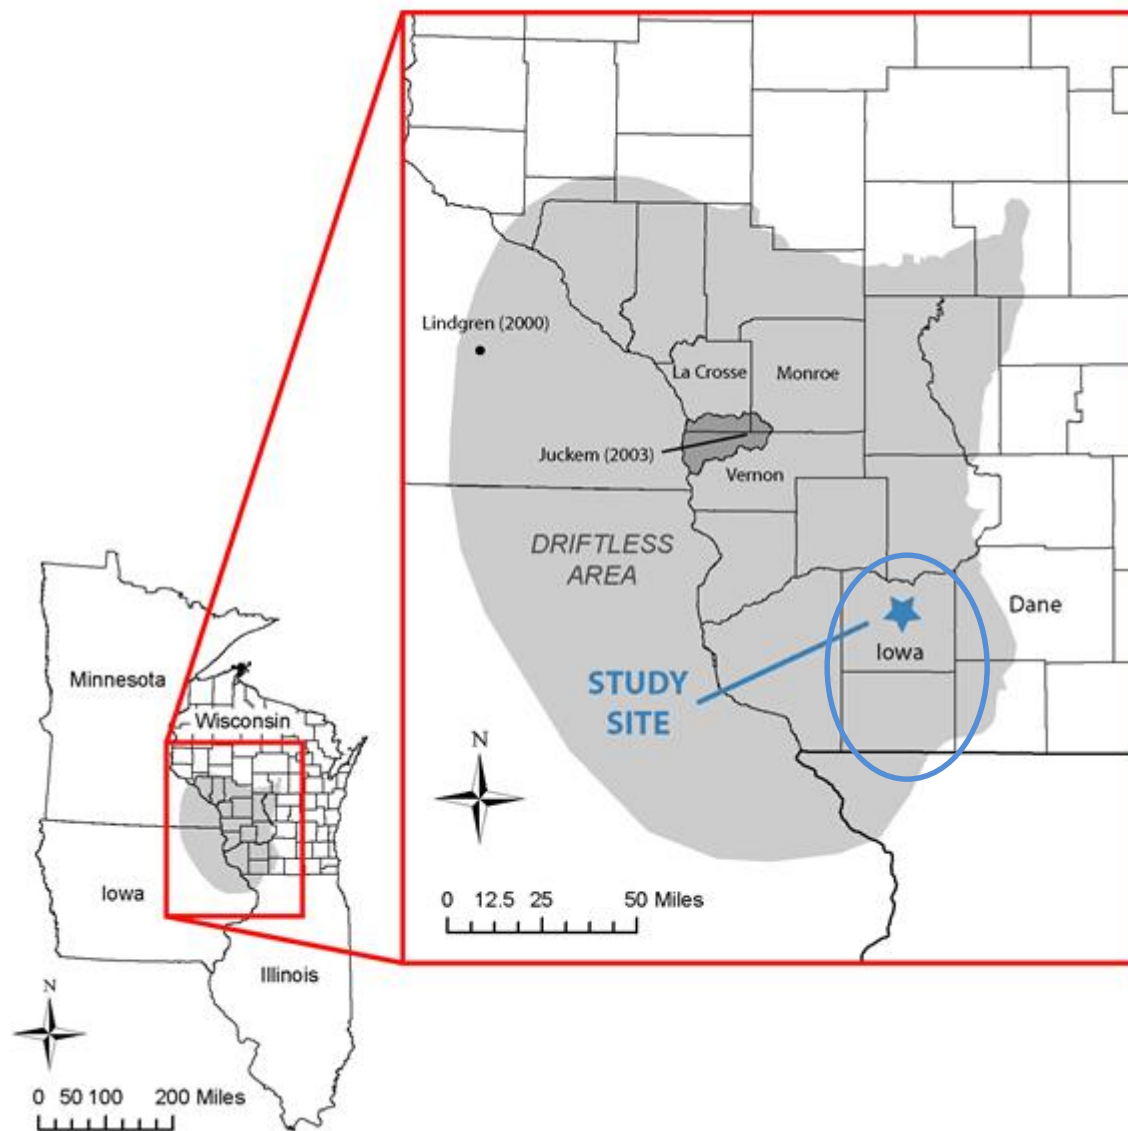 Lindgren (2000)
La Crosse
Monroe
Juckem (2003)
Vernon
DRIFTLESS
AREA
Dane
Iowa
STUDY
SITE
N
0 12.5 25 50 Miles
Minnesota
Wisconsin
Iowa
Illinois
N
0 50 100 200 Miles